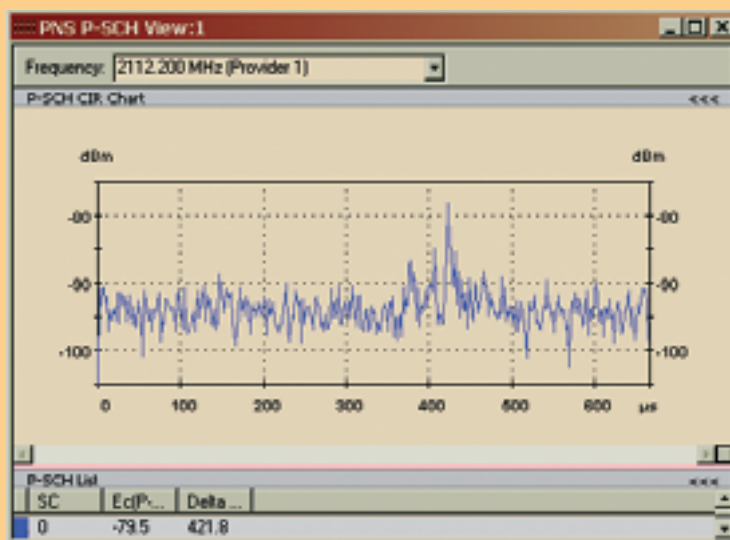 PNS P-SCH View:1
Frequency: 2112.200 MHz (Provider 1)
P-SCH CIR Chart <<<
dBm dBm
-80 -80
-90 -90
-100 -100
0 100 200 300 400 500 600 µs
P-SCH List <<<
SC Ec(P-... Delta ...
0 -79.5 421.8